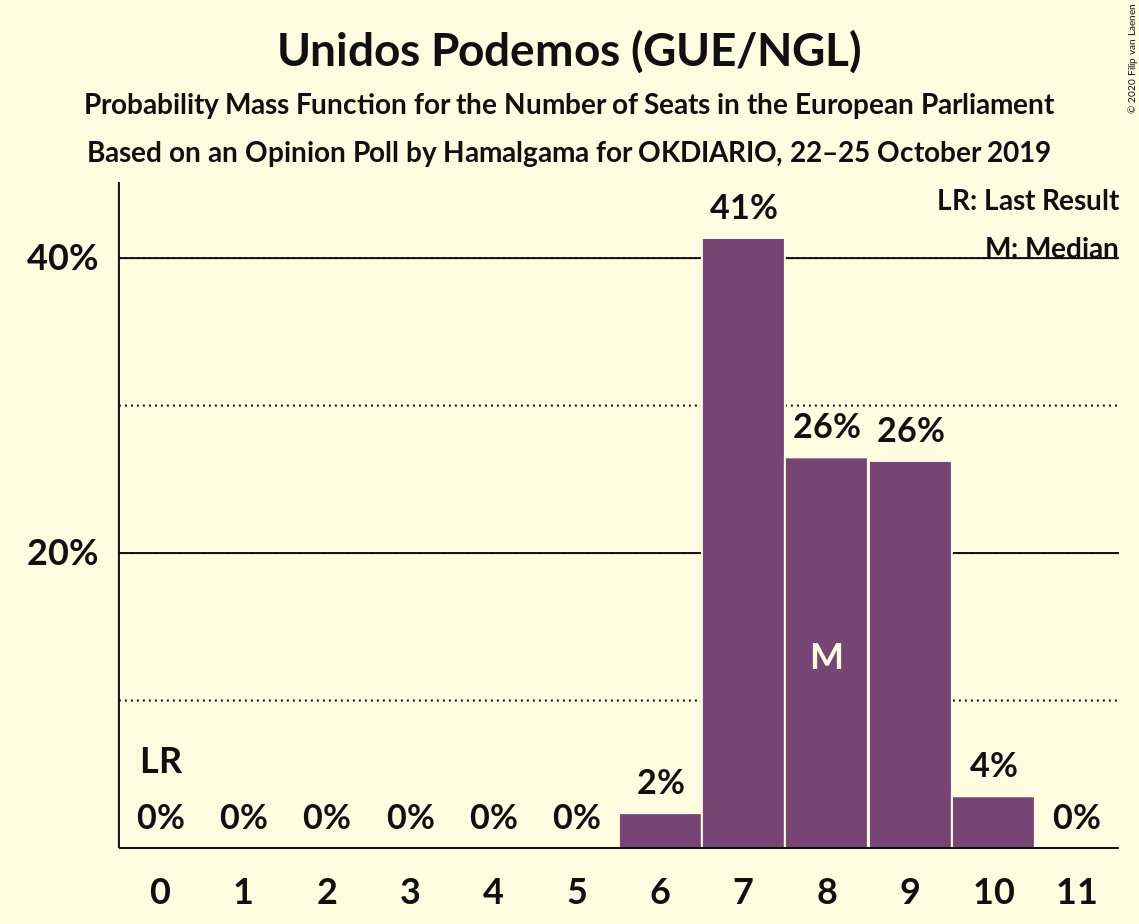 Unidos Podemos (GUE/NGL)
Probability Mass Function for the Number of Seats in the European Parliament
Based on an Opinion Poll by Hamalgama for OKDIARIO, 22–25 October 2019
© 2020 Filip van Laenen
LR: Last Result
M: Median
40%
20%
41%
26%
26%
M
LR
0%
0%
0%
0%
0%
0%
2%
4%
0%
0 1 2 3 4 5 6 7 8 9 10 11